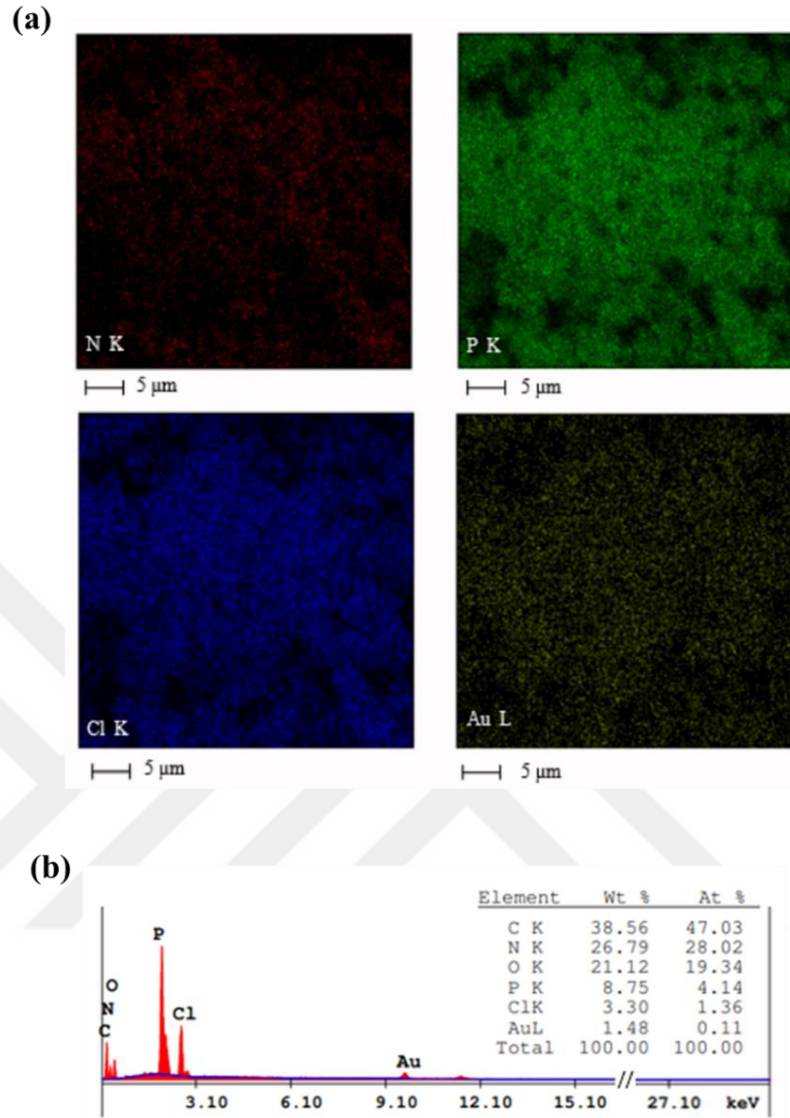 (a)
N K
P K
5 µm
5 µm
Cl K
Au L
5 µm
5 µm
(b)
Element Wt % At %
C K 38.56 47.03
N K 26.79 28.02
O K 21.12 19.34
P K 8.75 4.14
ClK 3.30 1.36
AuL 1.48 0.11
Total 100.00 100.00
P
O
N
C
Cl
Au
3.10 6.10 9.10 12.10 15.10 // 27.10 keV